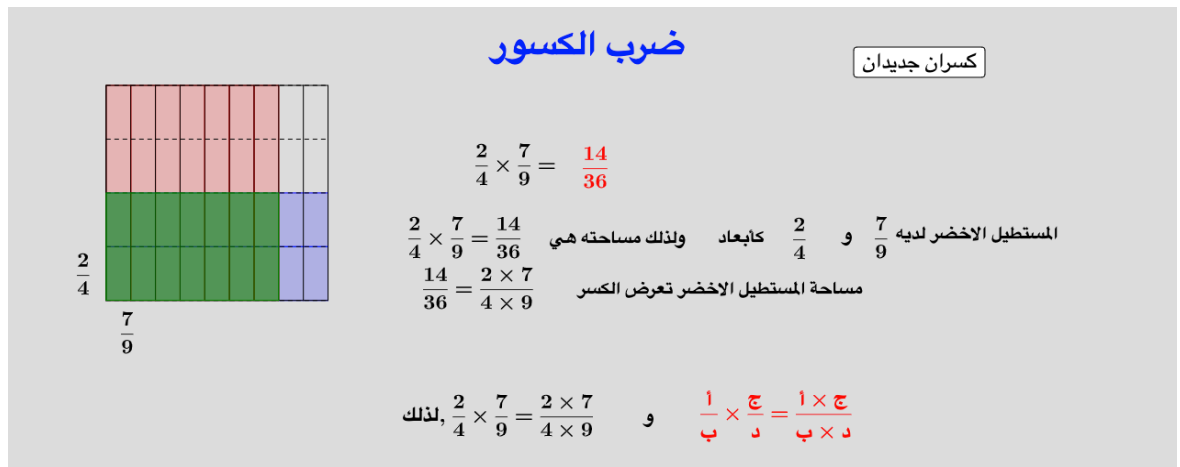 ضرب الكسور
كسران جديدان
2/4 × 7/9 = 14/36
المستطيل الاخضر لديه 7/9 و 2/4 كأبعاد ولذلك مساحته هي 2/4 × 7/9 = 14/36
مساحة المستطيل الاخضر تعرض الكسر 14/36 = (2 × 7)/(4 × 9)
2/4
7/9
لذلك, 2/4 × 7/9 = (2 × 7)/(4 × 9) و أ/ب × ج/د = (أ × ج)/(ب × د)